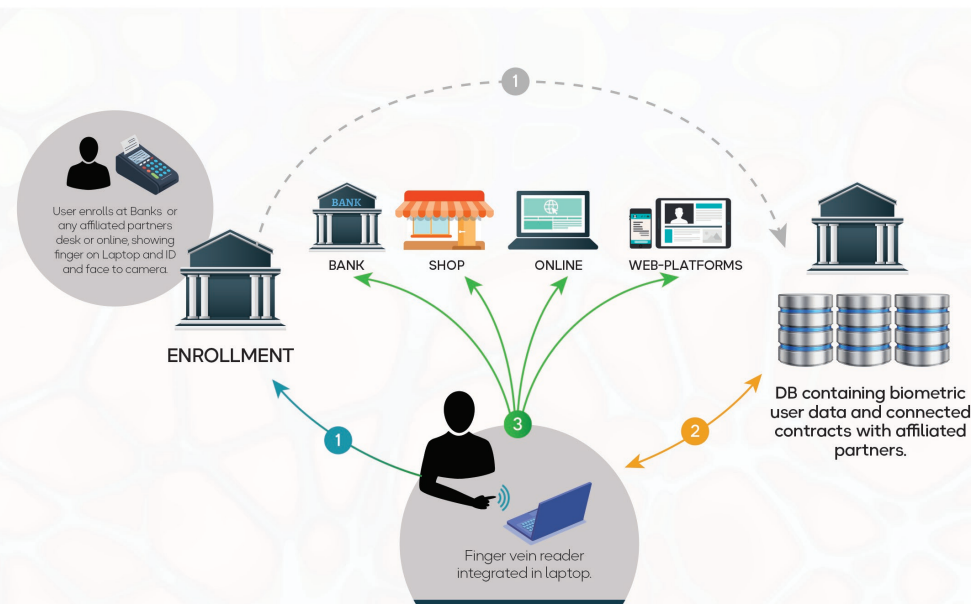 1
User enrolls at Banks or
any affiliated partners
desk or online, showing
finger on Laptop and ID
and face to camera.
BANK
BANK
SHOP
ONLINE
WEB-PLATFORMS
ENROLLMENT
DB containing biometric
user data and connected
contracts with affiliated
partners.
1
3
2
Finger vein reader
integrated in laptop.